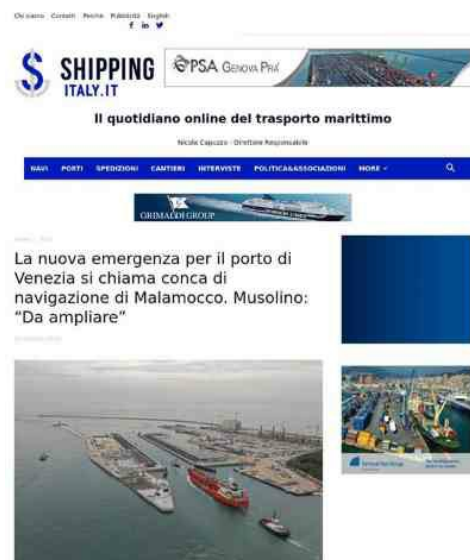 Chi siamo Contatti Perché Pubblicità English
SHIPPING
ITALY.IT
PSA GENOVA PRA'
Il quotidiano online del trasporto marittimo
Nicola Capuzzo - Direttore Responsabile
NAVI PORTI SPEDIZIONI CANTIERI INTERVISTE POLITICA&ASSOCIAZIONI MORE
GRIMALDI GROUP
La nuova emergenza per il porto di
Venezia si chiama conca di
navigazione di Malamocco. Musolino:
“Da ampliare”